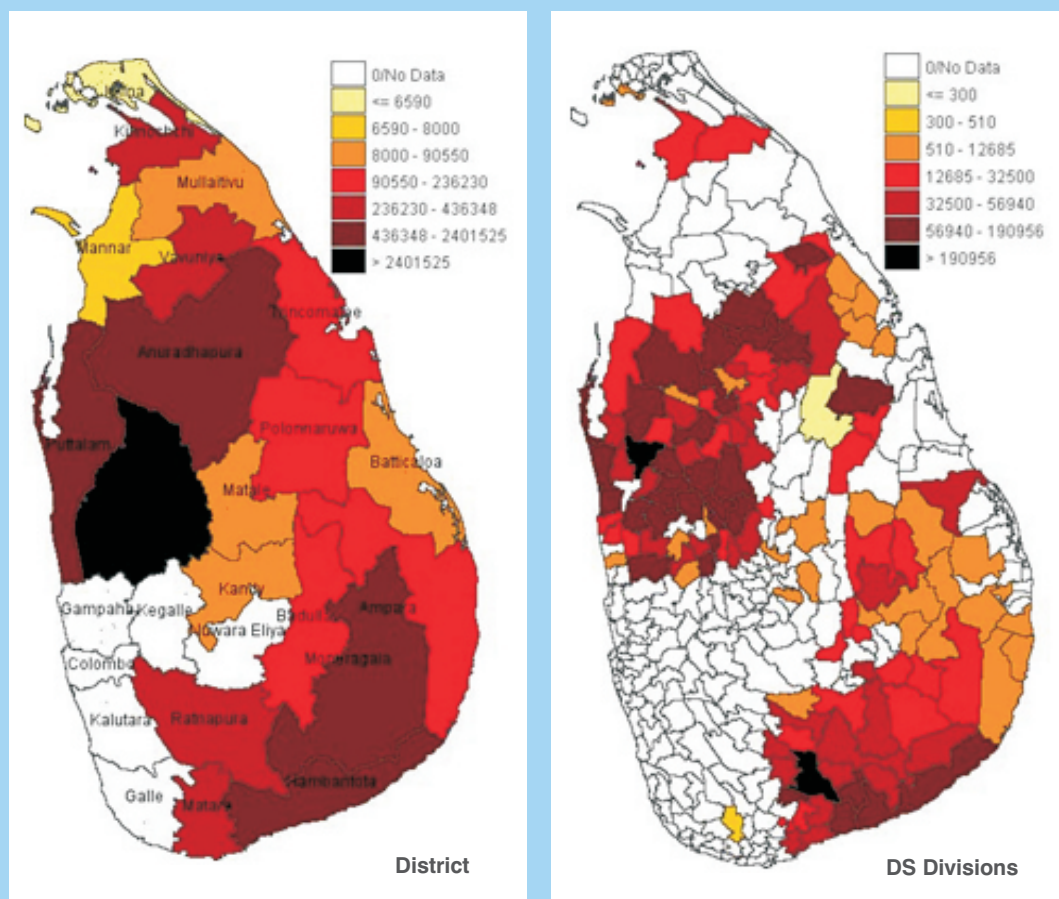 0/No Data
<= 6590
6590 - 8000
8000 - 90550
90550 - 236230
236230 - 436348
436348 - 2401525
> 2401525
Mullaitivu
Mannar
Vavuniya
Trincomalee
Anuradhapura
Puttalam
Polonnaruwa
Batticaloa
Matale
Kandy
Gampaha
Kegalle
Nuwara Eliya
Badulla
Ampara
Colombo
Kalutara
Ratnapura
Galle
Matara
Hambantota
District
0/No Data
<= 300
300 - 510
510 - 12685
12685 - 32500
32500 - 56940
56940 - 190956
> 190956
DS Divisions